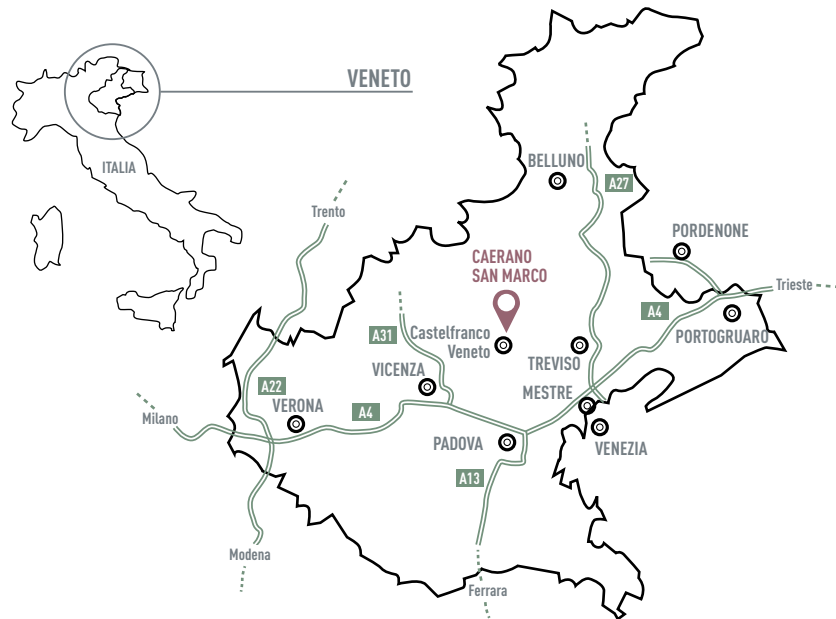 VENETO
ITALIA
BELLUNO
A27
Trento
PORDENONE
CAERANO
SAN MARCO
Trieste
A4
PORTOGRUARO
A31
Castelfranco
Veneto
TREVISO
VICENZA
A22
MESTRE
VERONA
A4
Milano
PADOVA
VENEZIA
A13
Modena
Ferrara